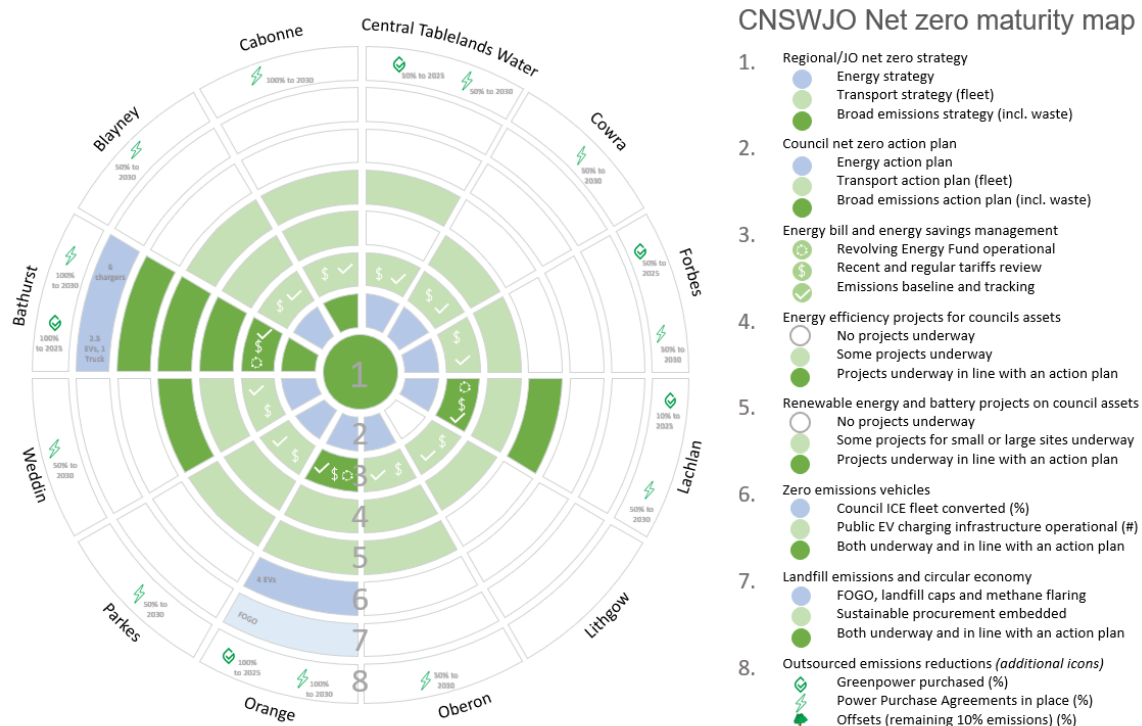 CNSWJO Net zero maturity map
1.
Regional/JO net zero strategy
Energy strategy
Transport strategy (fleet)
Broad emissions strategy (incl. waste)
2.
Council net zero action plan
Energy action plan
Transport action plan (fleet)
Broad emissions action plan (incl. waste)
3.
Energy bill and energy savings management
Revolving Energy Fund operational
$ Recent and regular tariffs review
Emissions baseline and tracking
4.
Energy efficiency projects for councils assets
No projects underway
Some projects underway
Projects underway in line with an action plan
5.
Renewable energy and battery projects on council assets
No projects underway
Some projects for small or large sites underway
Projects underway in line with an action plan
6.
Zero emissions vehicles
Council ICE fleet converted (%)
Public EV charging infrastructure operational (#)
Both underway and in line with an action plan
7.
Landfill emissions and circular economy
FOGO, landfill caps and methane flaring
Sustainable procurement embedded
Both underway and in line with an action plan
8.
Outsourced emissions reductions (additional icons)
Greenpower purchased (%)
Power Purchase Agreements in place (%)
Offsets (remaining 10% emissions) (%)
Cabonne
100% to 2030
$
Central Tablelands Water
50% to 2025
50% to 2030
$
Cowra
50% to
2030
$
Forbes
50% to
2025
50% to
2030
$
Lachlan
10% to
2025
50% to
2030
$
Lithgow
$
Oberon
50% to
2030
$
Orange
100%
to 2025
100%
to 2030
FOGO
4 EVs
$
Parkes
50% to
2030
$
Weddin
50% to
2030
$
Bathurst
100%
to 2030
100%
to 2025
6
chargers
2.8
EVs, 1
Truck
$
Blayney
50% to
2030
$
1
2
3
4
5
6
7
8